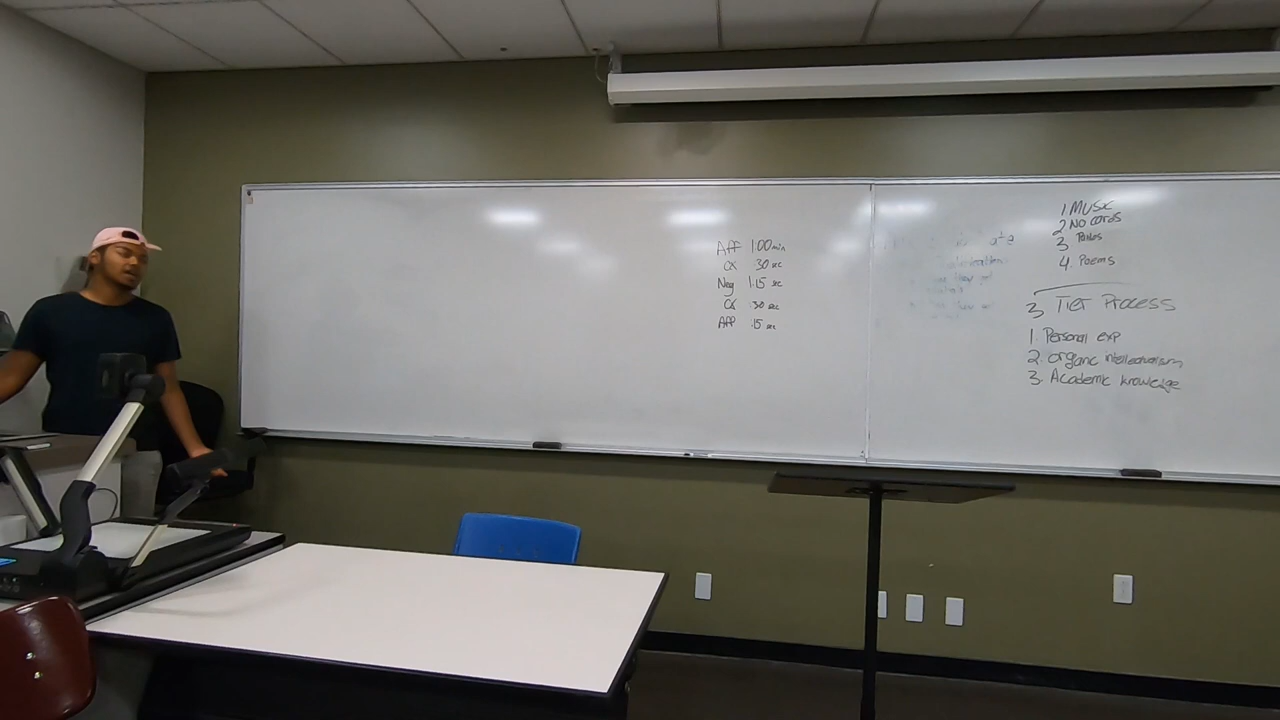 Aff 1:00 min
CX :30 sec
Neg 1:15 sec
CX :30 sec
Aff :15 sec
1 Music
2 No cards
3
4. Poems
3 Tier Process
1. Personal exp
2. organic intellectualism
3. Academic knowledge